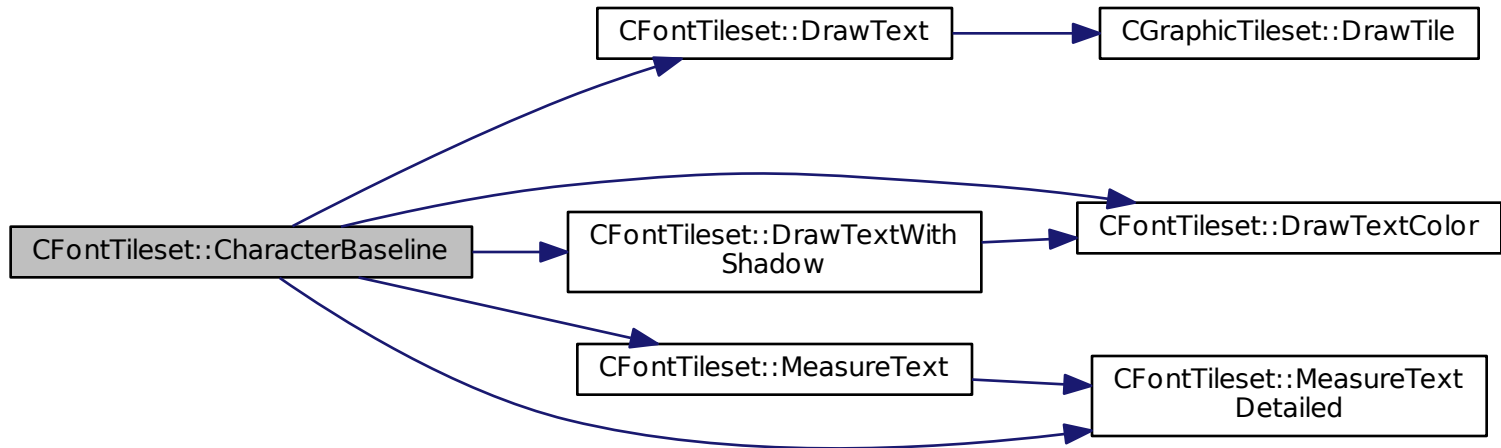 CFontTileset::DrawText
CGraphicTileset::DrawTile
CFontTileset::CharacterBaseline
CFontTileset::DrawTextWith
Shadow
CFontTileset::DrawTextColor
CFontTileset::MeasureText
CFontTileset::MeasureText
Detailed